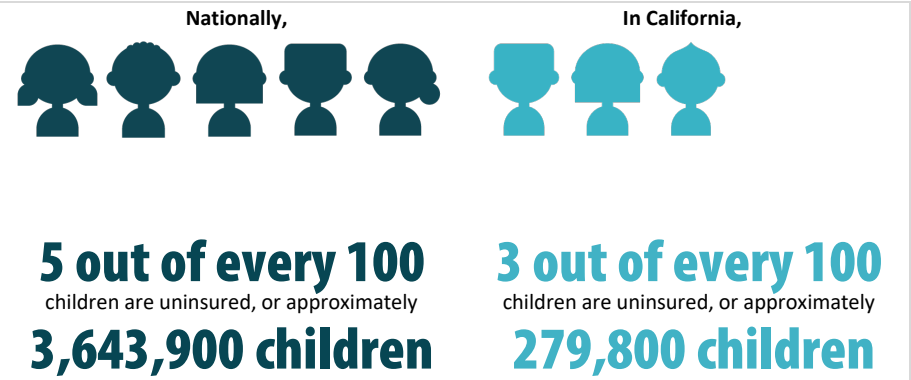 Nationally,
5 out of every 100
children are uninsured, or approximately
3,643,900 children
In California,
3 out of every 100
children are uninsured, or approximately
279,800 children